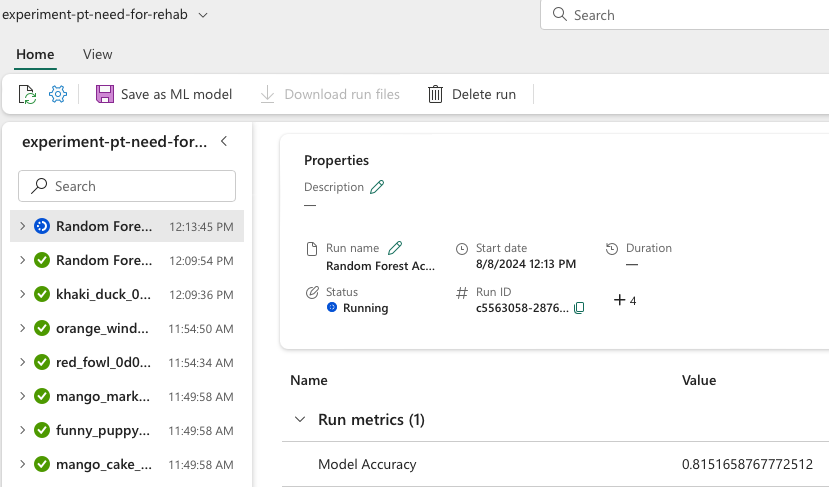 experiment-pt-need-for-rehab
Search
Home View
Save as ML model Download run files Delete run
experiment-pt-need-for...
Search
Random Fore... 12:13:45 PM
Random Fore... 12:09:54 PM
khaki_duck_0... 12:09:36 PM
orange_wind... 11:54:50 AM
red_fowl_0d0... 11:54:34 AM
mango_mark... 11:49:58 AM
funny_puppy... 11:49:58 AM
mango_cake_... 11:49:58 AM
Properties
Description
—
Run name Start date Duration
Random Forest Ac... 8/8/2024 12:13 PM —
Status # Run ID
Running c5563058-2876... + 4
Name Value
Run metrics (1)
Model Accuracy 0.8151658767772512